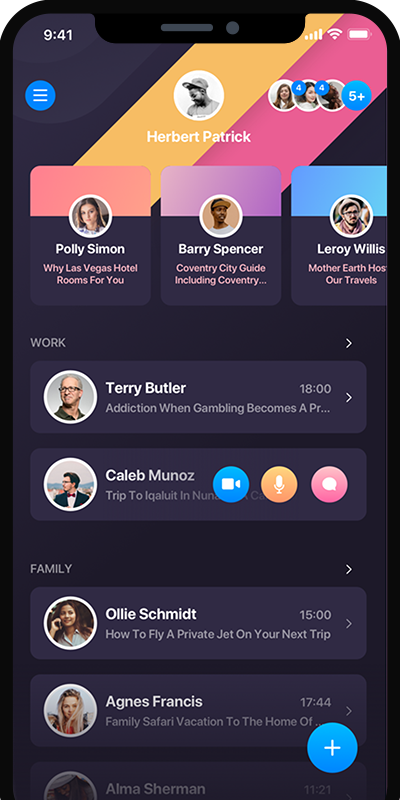 9:41
4
4
5+
Herbert Patrick
Polly Simon
Why Las Vegas Hotel
Rooms For You
Barry Spencer
Coventry City Guide
Including Coventry...
Leroy Willis
Mother Earth Host
Our Travels
WORK
Terry Butler
18:00
Addiction When Gambling Becomes A Pr...
Caleb Munoz
Trip To Iqaluit In Nuna
FAMILY
Ollie Schmidt
15:00
How To Fly A Private Jet On Your Next Trip
Agnes Francis
17:44
Family Safari Vacation To The Home Of ..
Alma Sherman
11:21